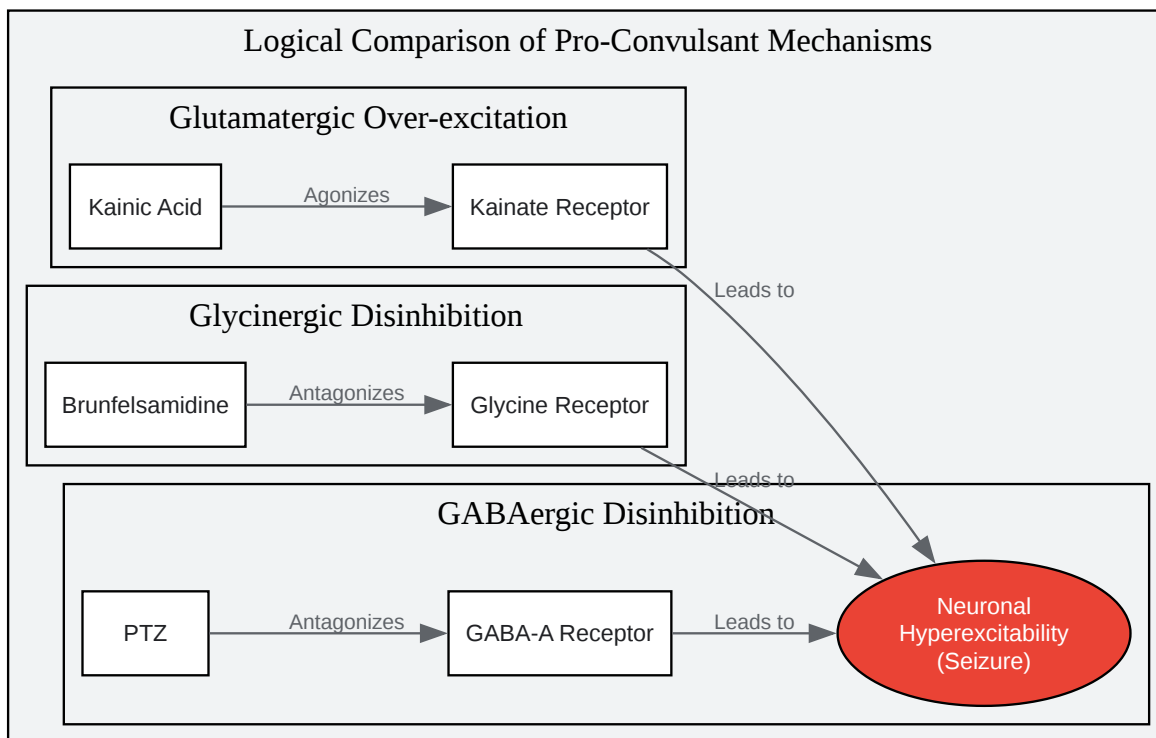 Logical Comparison of Pro-Convulsant Mechanisms
Glutamatergic Over-excitation
Kainic Acid
Agonizes
Kainate Receptor
Leads to
Glycinergic Disinhibition
Brunfelsamidine
Antagonizes
Glycine Receptor
Leads to
GABAergic Disinhibition
PTZ
Antagonizes
GABA-A Receptor
Leads to
Neuronal
Hyperexcitability
(Seizure)